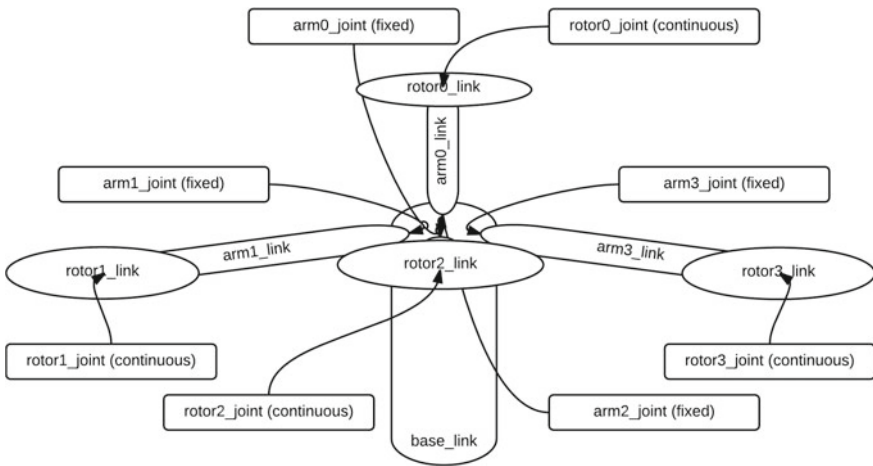 arm0_joint (fixed)
rotor0_joint (continuous)
rotor0_link
arm0_link
arm1_joint (fixed)
arm3_joint (fixed)
arm1_link
arm3_link
rotor1_link
rotor2_link
rotor3_link
rotor1_joint (continuous)
rotor3_joint (continuous)
rotor2_joint (continuous)
arm2_joint (fixed)
base_link